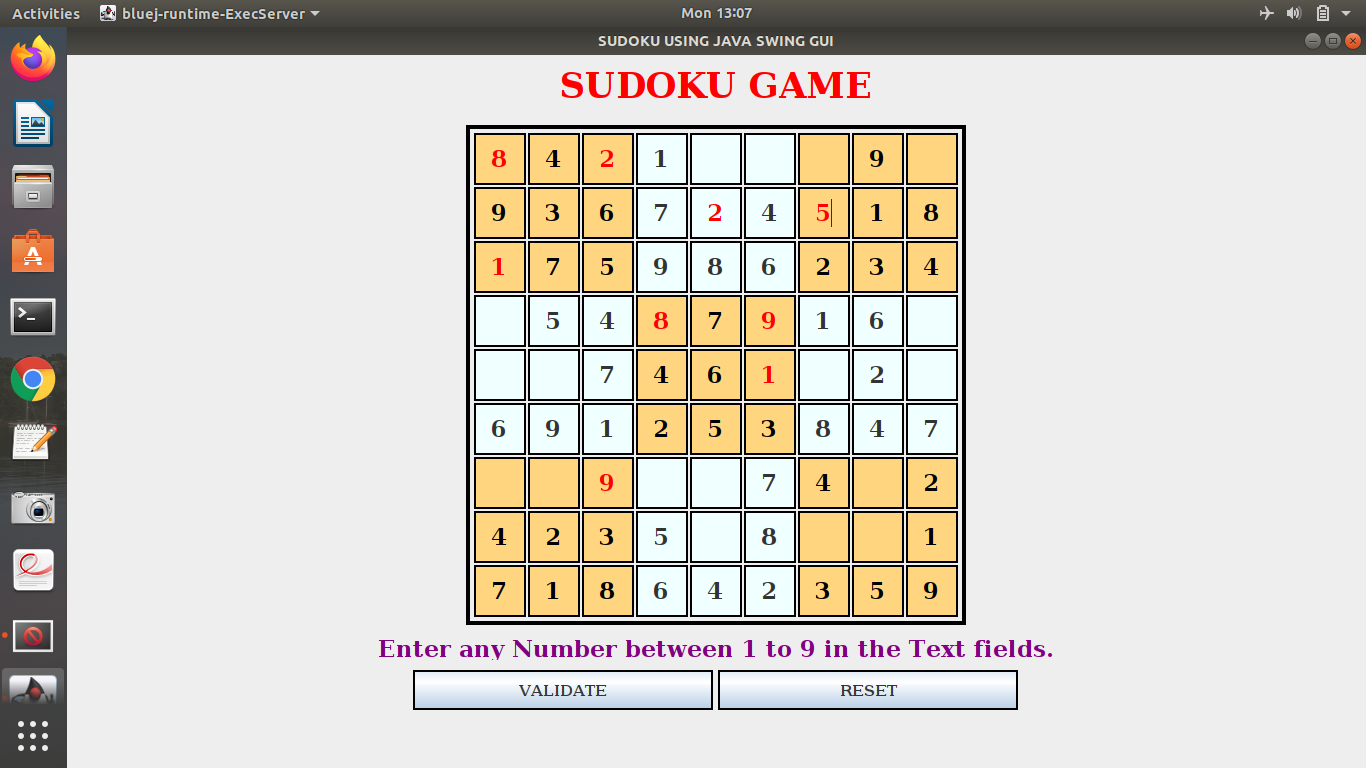 Activities bluej-runtime-ExecServer Mon 13:07
SUDOKU USING JAVA SWING GUI
SUDOKU GAME
8 4 2 1 9
9 3 6 7 2 4 5 1 8
1 7 5 9 8 6 2 3 4
5 4 8 7 9 1 6
7 4 6 1 2
6 9 1 2 5 3 8 4 7
9 7 4 2
4 2 3 5 8 1
7 1 8 6 4 2 3 5 9
Enter any Number between 1 to 9 in the Text fields.
VALIDATE RESET